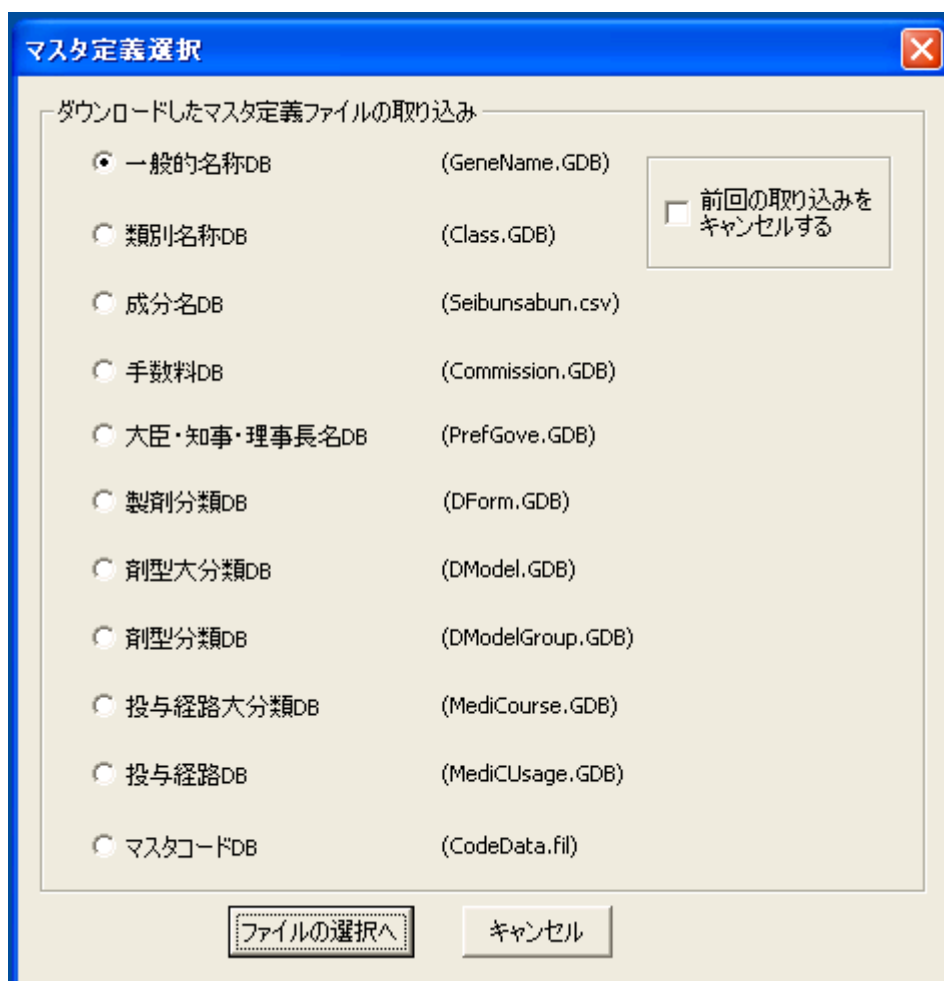 マスタ定義選択
ダウンロードしたマスタ定義ファイルの取り込み
一般的名称DB (GeneName.GDB)
前回の取り込みを
キャンセルする
類別名称DB (Class.GDB)
成分名DB (Seibunsabun.csv)
手数料DB (Commission.GDB)
大臣・知事・理事長名DB (PrefGove.GDB)
製剤分類DB (DForm.GDB)
剤型大分類DB (DModel.GDB)
剤型分類DB (DModelGroup.GDB)
投与経路大分類DB (MediCourse.GDB)
投与経路DB (MediCUsage.GDB)
マスタコードDB (CodeData.fil)
ファイルの選択へ キャンセル